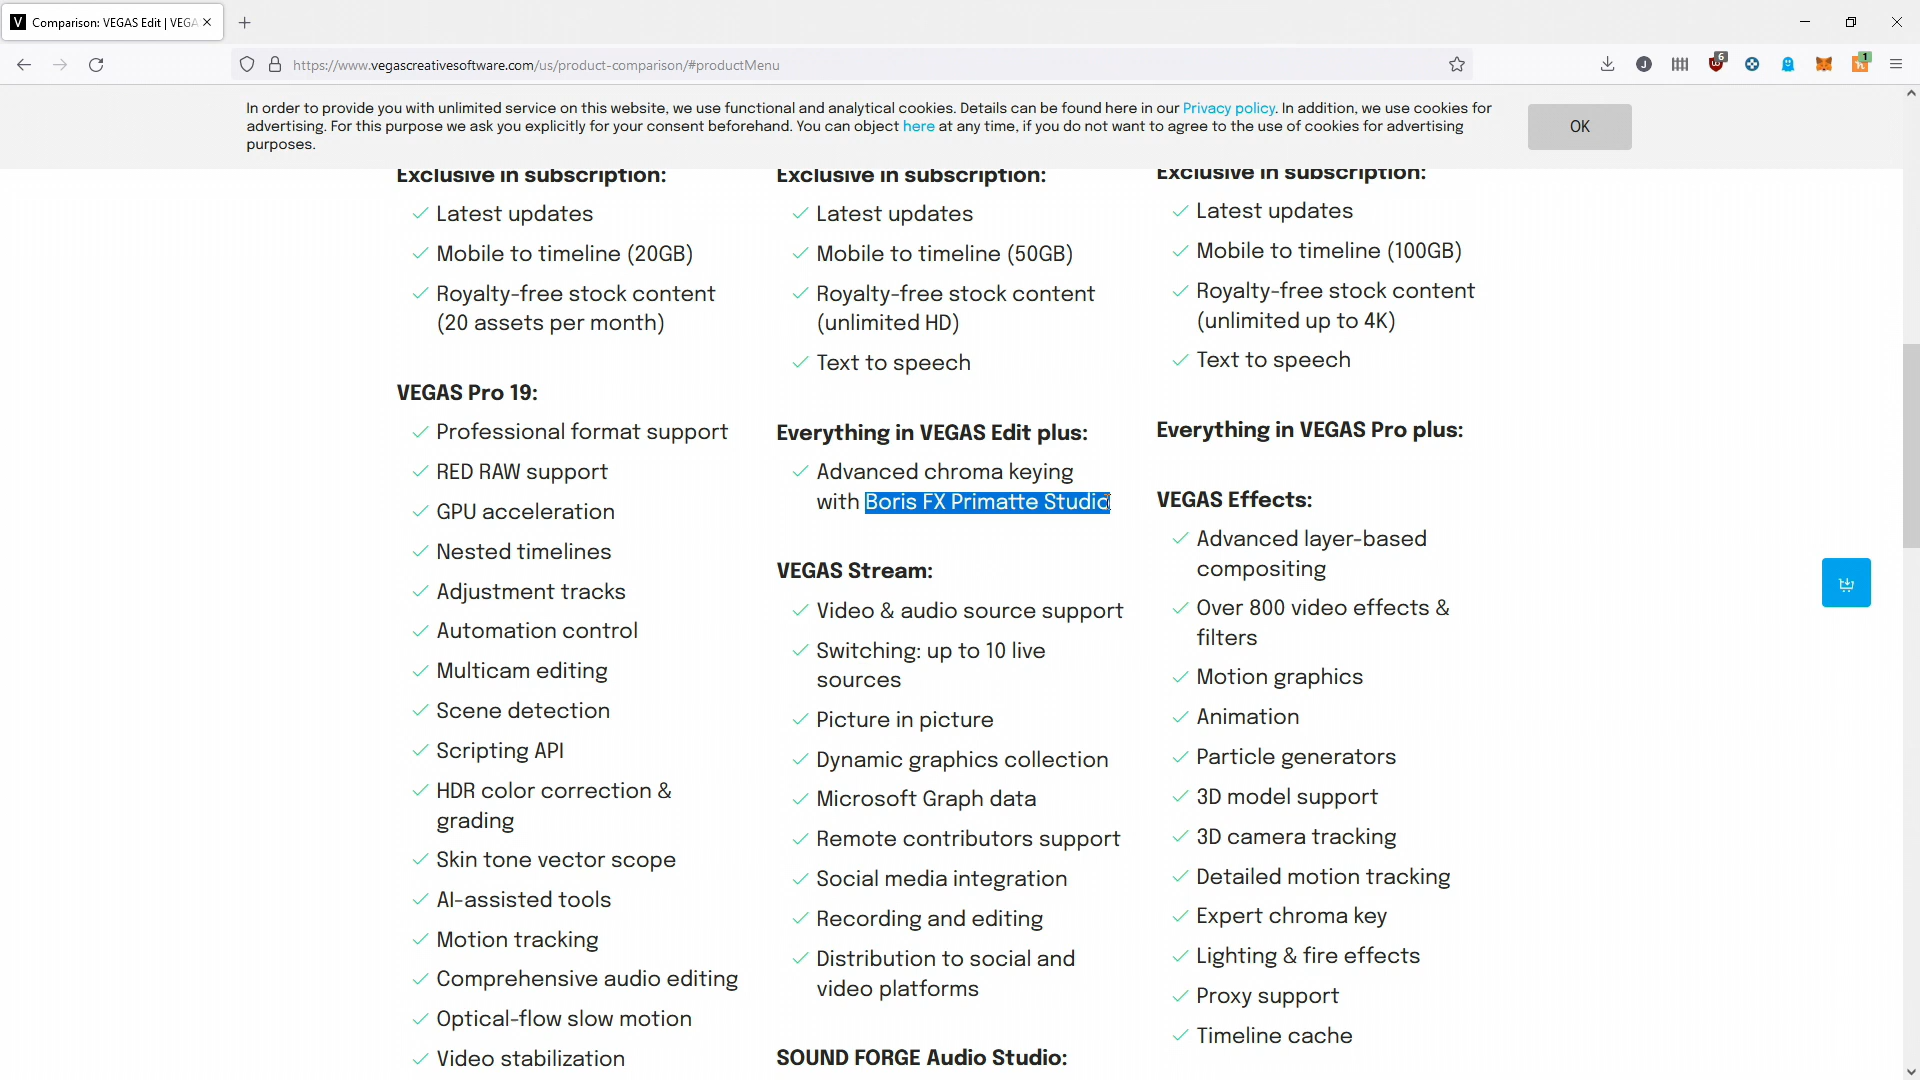 Comparison: VEGAS Edit | VEGA
https://www.vegascreativesoftware.com/us/product-comparison/#productMenu
J
6
1
In order to provide you with unlimited service on this website, we use functional and analytical cookies. Details can be found here in our Privacy policy. In addition, we use cookies for
advertising. For this purpose we ask you explicitly for your consent beforehand. You can object here at any time, if you do not want to agree to the use of cookies for advertising
purposes.
OK
Exclusive in subscription:
Latest updates
Mobile to timeline (20GB)
Royalty-free stock content
(20 assets per month)
VEGAS Pro 19:
Professional format support
RED RAW support
GPU acceleration
Nested timelines
Adjustment tracks
Automation control
Multicam editing
Scene detection
Scripting API
HDR color correction &
grading
Skin tone vector scope
AI-assisted tools
Motion tracking
Comprehensive audio editing
Optical-flow slow motion
Video stabilization
Exclusive in subscription:
Latest updates
Mobile to timeline (50GB)
Royalty-free stock content
(unlimited HD)
Text to speech
Everything in VEGAS Edit plus:
Advanced chroma keying
with Boris FX Primatte Studio
VEGAS Stream:
Video & audio source support
Switching: up to 10 live
sources
Picture in picture
Dynamic graphics collection
Microsoft Graph data
Remote contributors support
Social media integration
Recording and editing
Distribution to social and
video platforms
SOUND FORGE Audio Studio:
Exclusive in subscription:
Latest updates
Mobile to timeline (100GB)
Royalty-free stock content
(unlimited up to 4K)
Text to speech
Everything in VEGAS Pro plus:
VEGAS Effects:
Advanced layer-based
compositing
Over 800 video effects &
filters
Motion graphics
Animation
Particle generators
3D model support
3D camera tracking
Detailed motion tracking
Expert chroma key
Lighting & fire effects
Proxy support
Timeline cache